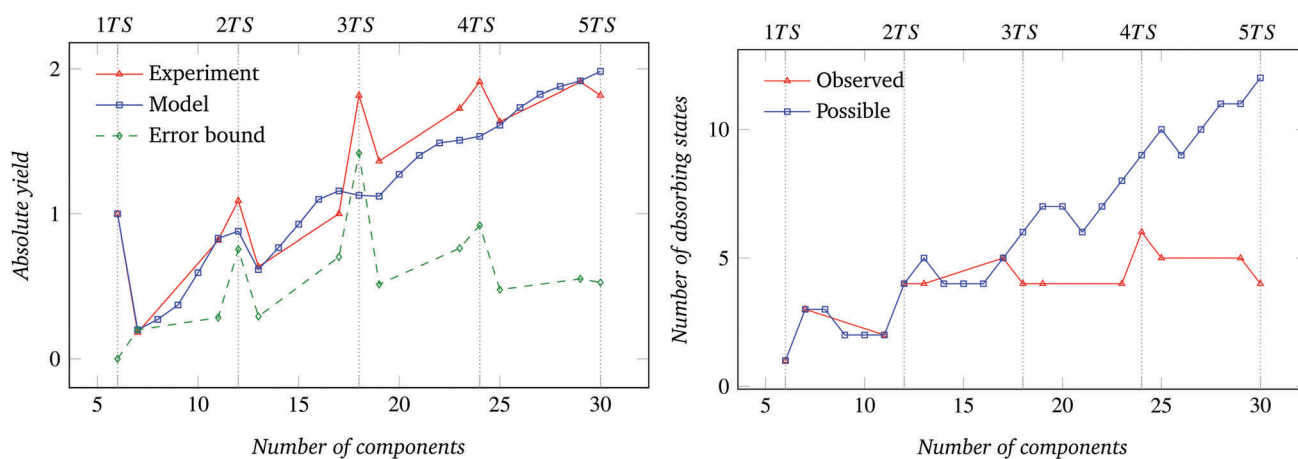 1TS 2TS 3TS 4TS 5TS
2
1
0
Absolute yield
Experiment
Model
Error bound
5 10 15 20 25 30
Number of components
1TS 2TS 3TS 4TS 5TS
10
5
0
Number of absorbing states
Observed
Possible
5 10 15 20 25 30
Number of components